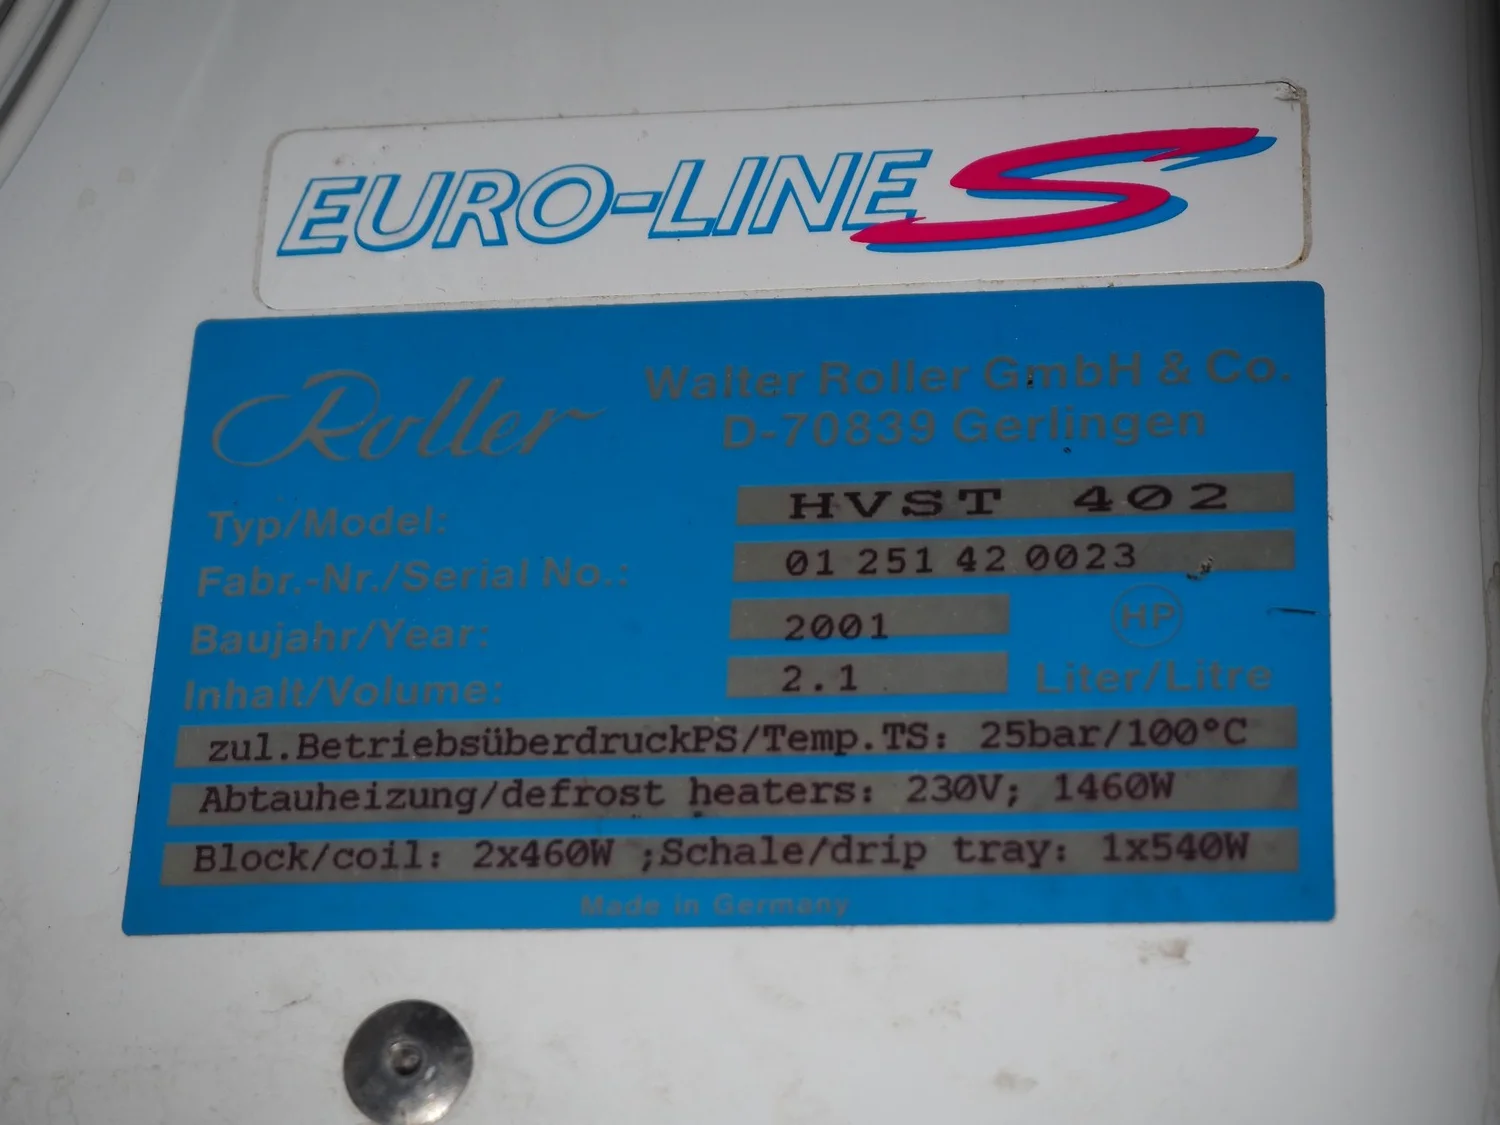 EURO-LINE S
Roller
Walter Roller GmbH & Co.
D-70839 Gerlingen
Typ/Model: HVST 402
Fabr.-Nr./Serial No.: 01 251 42 0023
Baujahr/Year: 2001
HP
Inhalt/Volume: 2.1 Liter/Litre
zul.BetriebsüberdruckPS/Temp.TS: 25bar/100°C
Abtauheizung/defrost heaters: 230V; 1460W
Block/coil: 2x460W ;Schale/drip tray: 1x540W
Made in Germany